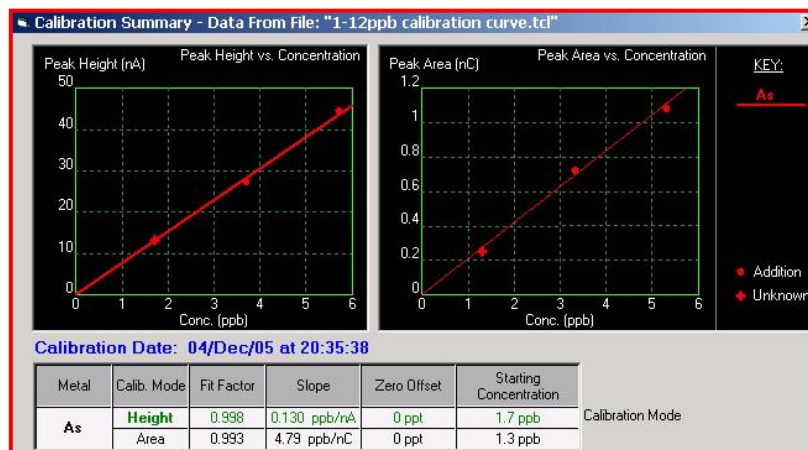 Calibration Summary - Data From File: "1-12ppb calibration curve.tcl"
Peak Height (nA)
Peak Height vs. Concentration
50
40
30
20
10
0
0 1 2 3 4 5 6
Conc. (ppb)
Peak Area (nC)
Peak Area vs. Concentration
1.2
1
0.8
0.6
0.4
0.2
0
0 1 2 3 4 5 6
Conc. (ppb)
KEY:
As
Addition
Unknown
Calibration Date: 04/Dec/05 at 20:35:38
Metal Calib. Mode Fit Factor Slope Zero Offset Starting Concentration
As
Height 0.998 0.130 ppb/nA 0 ppt 1.7 ppb
Area 0.993 4.79 ppb/nC 0 ppt 1.3 ppb
Calibration Mode